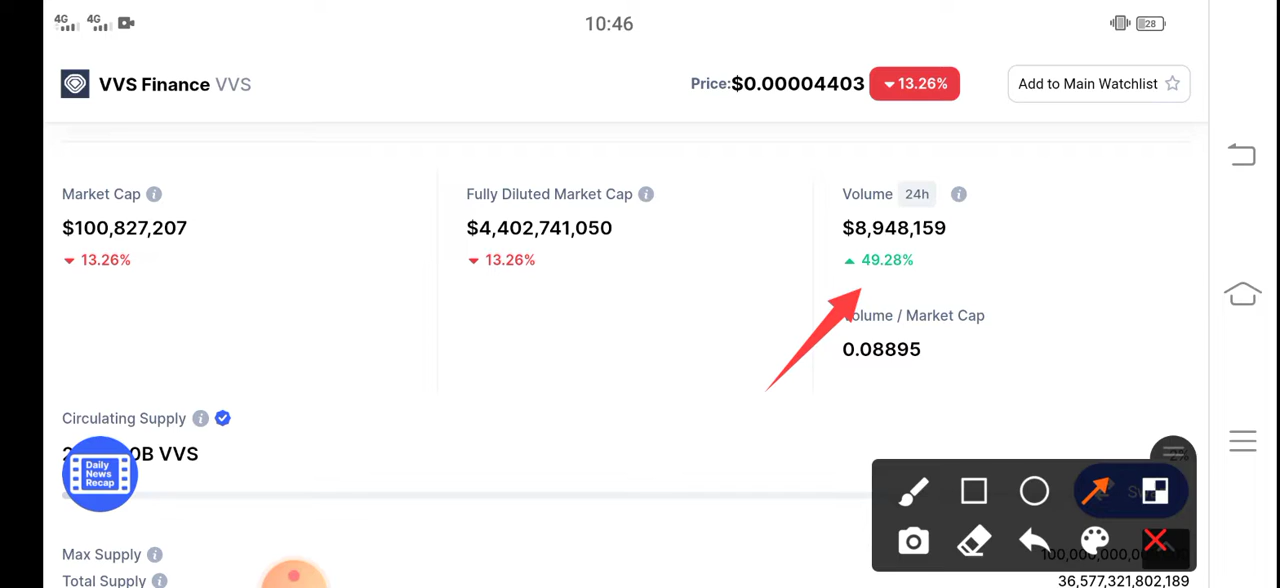 4G 4G 10:46 28
VVS Finance VVS Price:$0.00004403 13.26% Add to Main Watchlist
Market Cap Fully Diluted Market Cap Volume 24h
$100,827,207 $4,402,741,050 $8,948,159
13.26% 13.26% 49.28%
Volume / Market Cap
0.08895
Circulating Supply
VVS
Daily
News
Recap
Max Supply
Total Supply 36,577,321,802,189